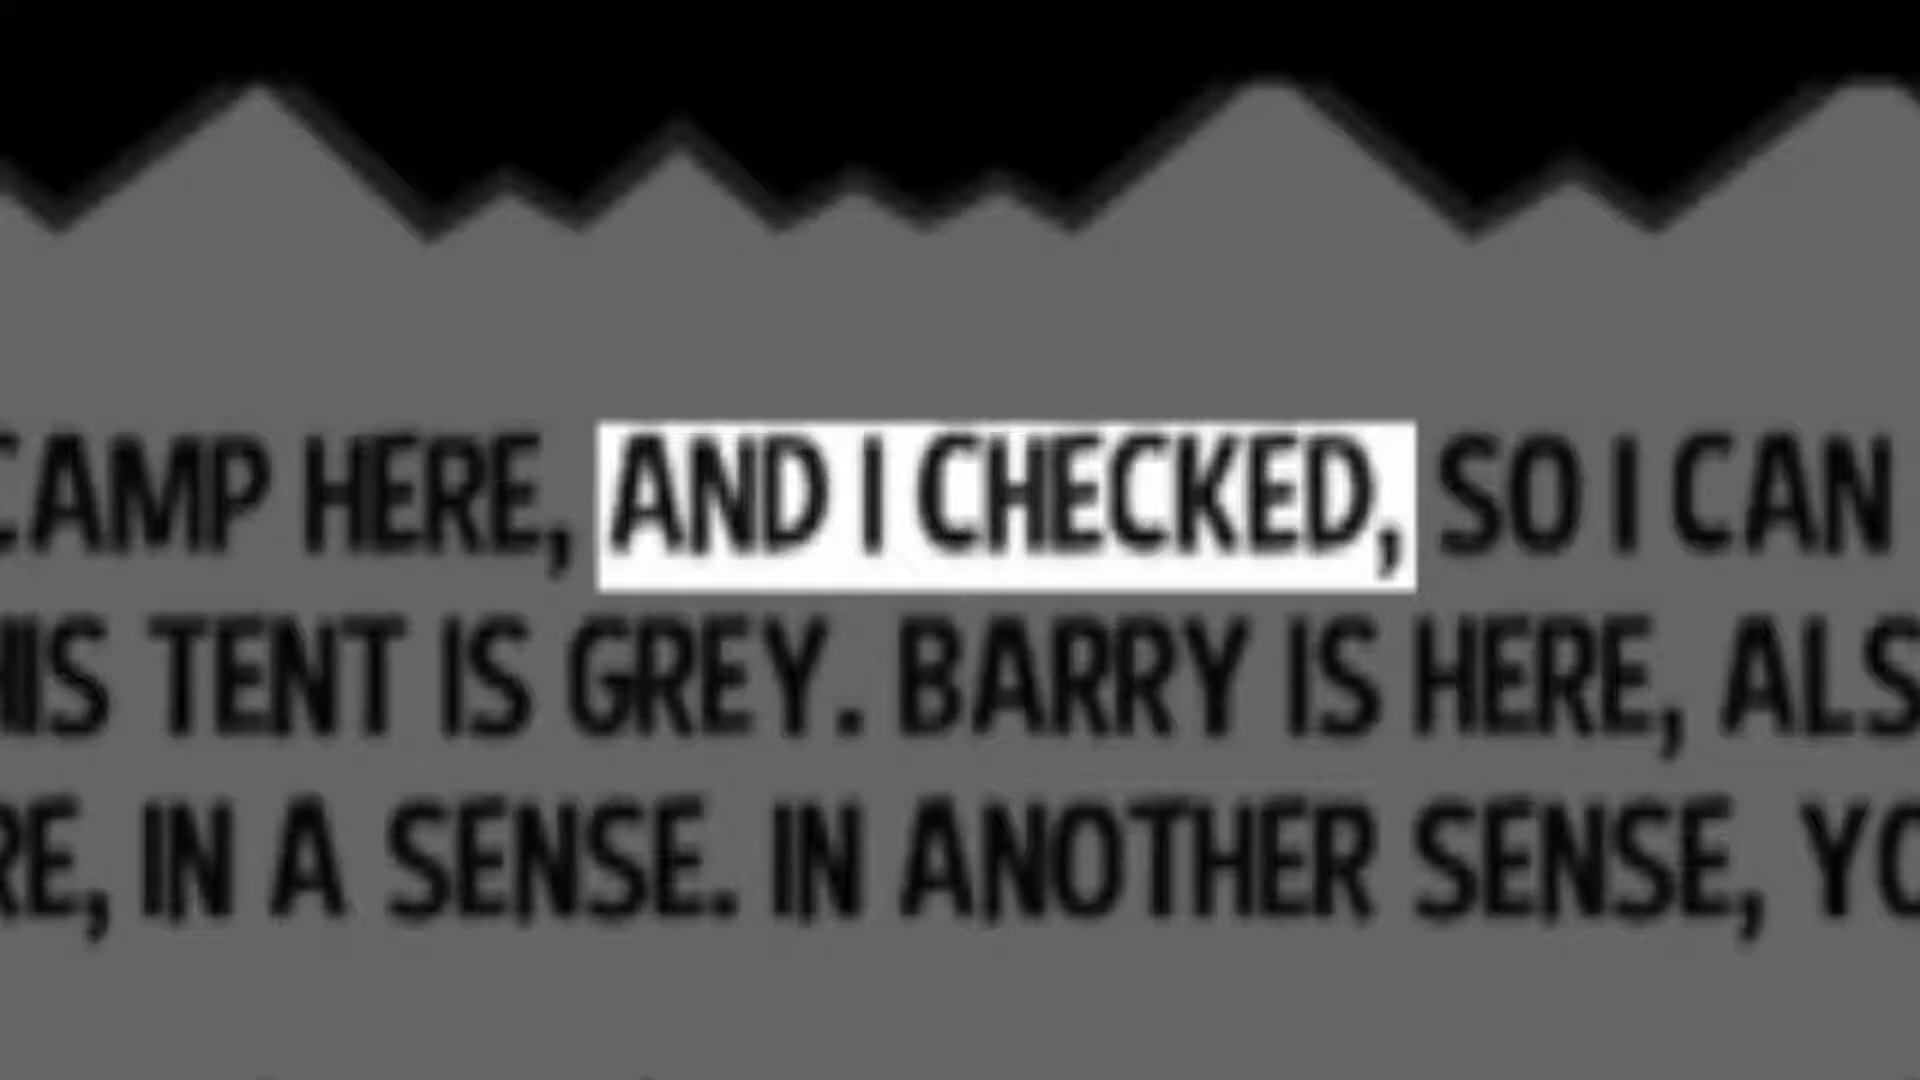 CAMP HERE, AND I CHECKED, SO I CAN
IS TENT IS GREY. BARRY IS HERE, ALS
RE, IN A SENSE. IN ANOTHER SENSE, YO